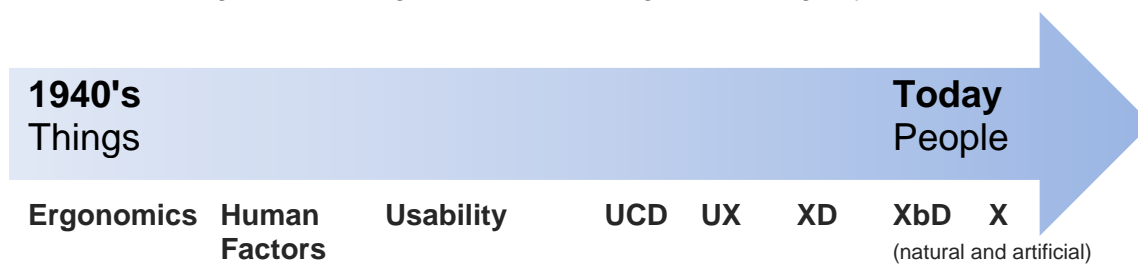 1940's Today
Things People
Ergonomics Human Usability UCD UX XD XbD X
Factors (natural and artificial)